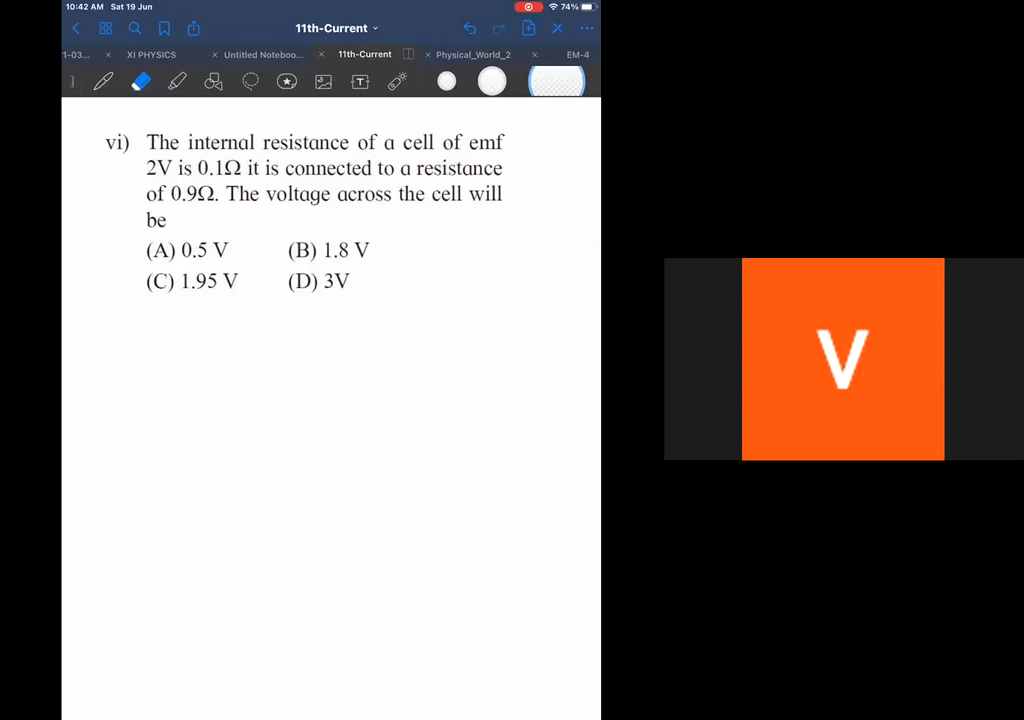 10:42 AM Sat 19 Jun 74%
11th-Current
1-03... XI PHYSICS Untitled Noteboo... 11th-Current Physical_World_2 EM-4
T
vi) The internal resistance of a cell of emf
2V is 0.1Ω it is connected to a resistance
of 0.9Ω. The voltage across the cell will
be
(A) 0.5 V (B) 1.8 V
(C) 1.95 V (D) 3V
V